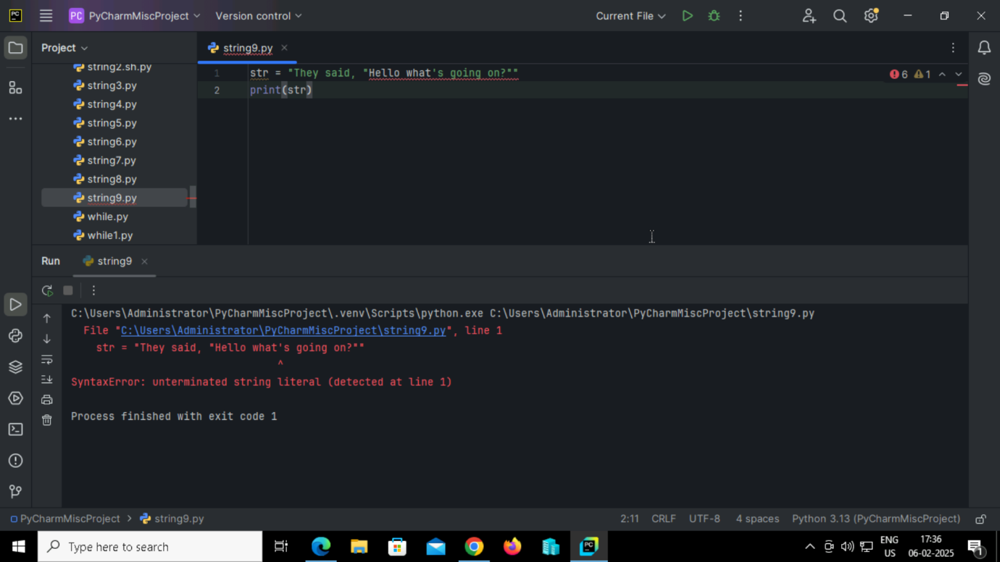 PC
PC PyCharmMiscProject Version control Current File
Project
string2.sh.py
string3.py
string4.py
string5.py
string6.py
string7.py
string8.py
string9.py
while.py
while1.py
string9.py
1 str = "They said, "Hello what's going on?""
2 print(str)
6 1
Run string9
C:\Users\Administrator\PyCharmMiscProject\.venv\Scripts\python.exe C:\Users\Administrator\PyCharmMiscProject\string9.py
File "C:\Users\Administrator\PyCharmMiscProject\string9.py", line 1
str = "They said, "Hello what's going on?""
^
SyntaxError: unterminated string literal (detected at line 1)
Process finished with exit code 1
PyCharmMiscProject > string9.py 2:11 CRLF UTF-8 4 spaces Python 3.13 (PyCharmMiscProject)
Type here to search
PC
ENG
US
17:36
06-02-2025
1